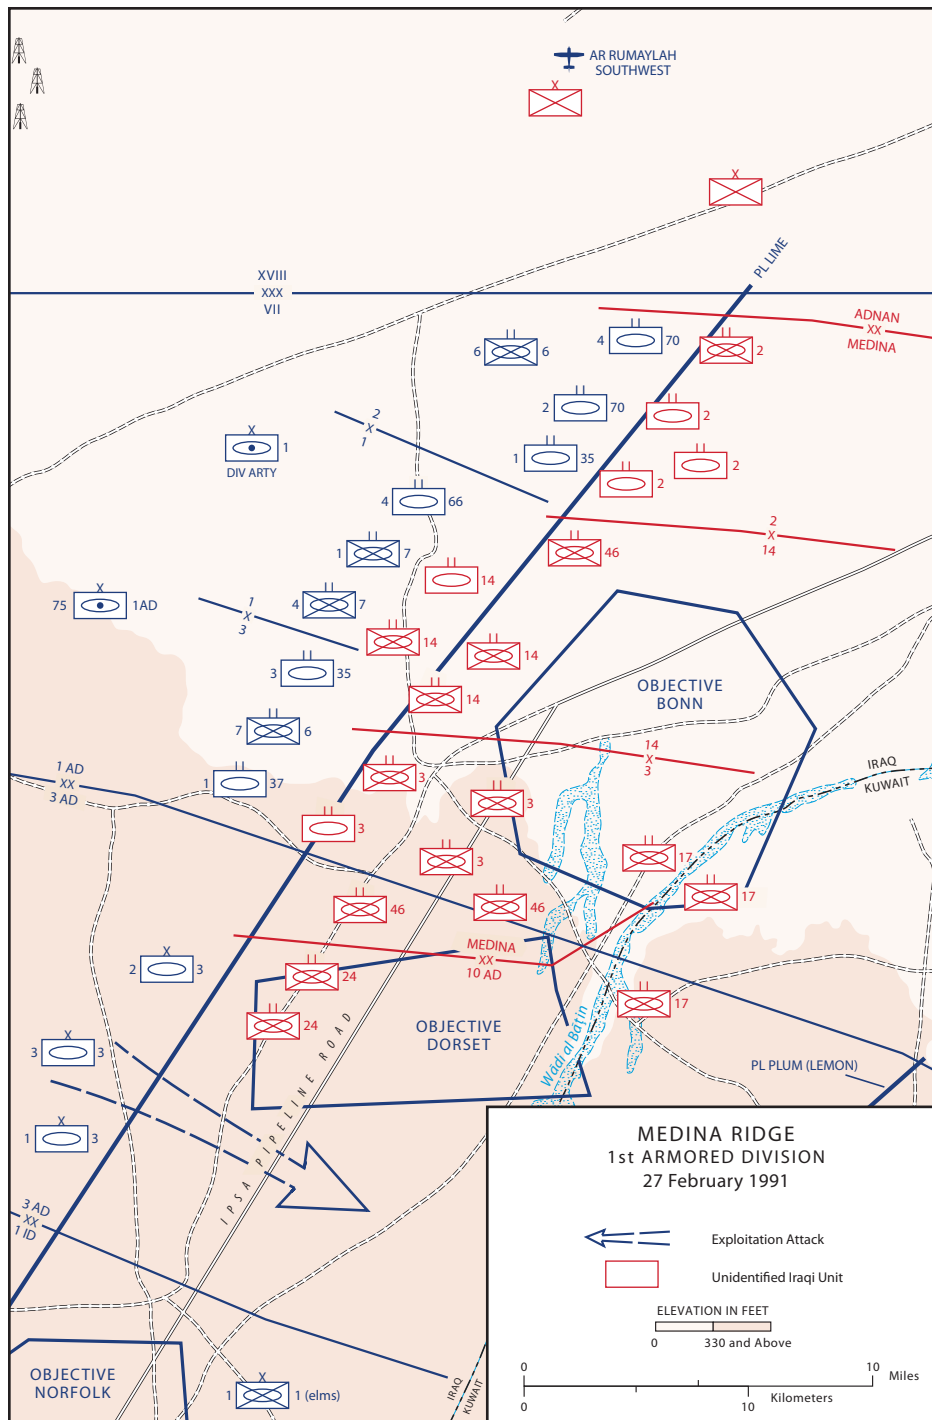 AR RUMAYLAH
SOUTHWEST
X
X
PL LIME
XVIII
XXX
VII
ADNAN
XX
MEDINA
6 6
4 70
2
2 70
2
2
X
1
X
1
DIV ARTY
1 35
2
2
4 66
2
X
14
1 7
46
14
X
75 1AD
1
X
3
4 7
14
14
3 35
OBJECTIVE
BONN
14
7 6
14
X
3
1 AD
XX
3 AD
1 37
3
3
IRAQ
KUWAIT
3
3
17
17
46
46
MEDINA
XX
10 AD
X
2 3
24
24
17
OBJECTIVE
DORSET
Wādī al Bāṭin
X
3 3
PL PLUM (LEMON)
X
1 3
IPSA PIPELINE ROAD
3 AD
XX
1 ID
OBJECTIVE
NORFOLK
X
1 1 (elms)
IRAQ
KUWAIT
MEDINA RIDGE
1st ARMORED DIVISION
27 February 1991
Exploitation Attack
Unidentified Iraqi Unit
ELEVATION IN FEET
0 330 and Above
0 10
Miles
Kilometers
0 10